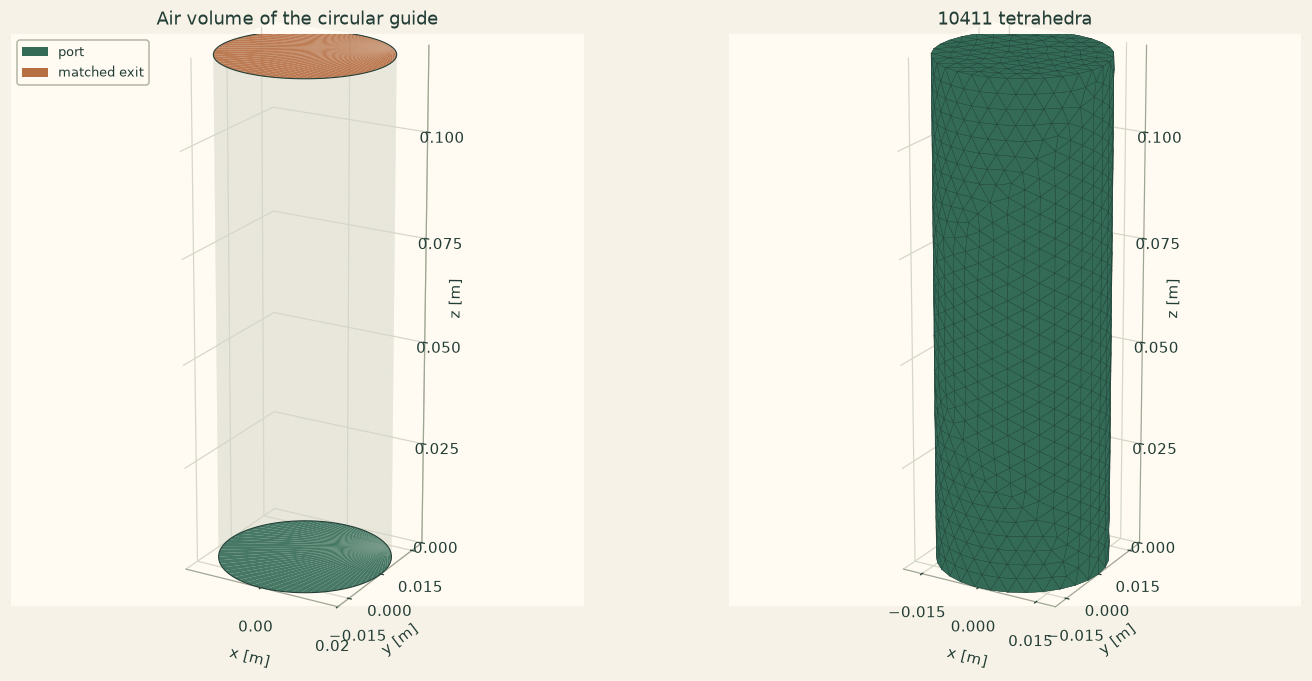 Air volume of the circular guide
port
matched exit
0.100
0.075
z [m]
0.050
0.025
0.000
0.015
0.000
−0.015
0.00
0.02
x [m]
y [m]
10411 tetrahedra
0.100
0.075
z [m]
0.050
0.025
0.000
0.015
0.000
−0.015
−0.015
0.000
0.015
x [m]
y [m]